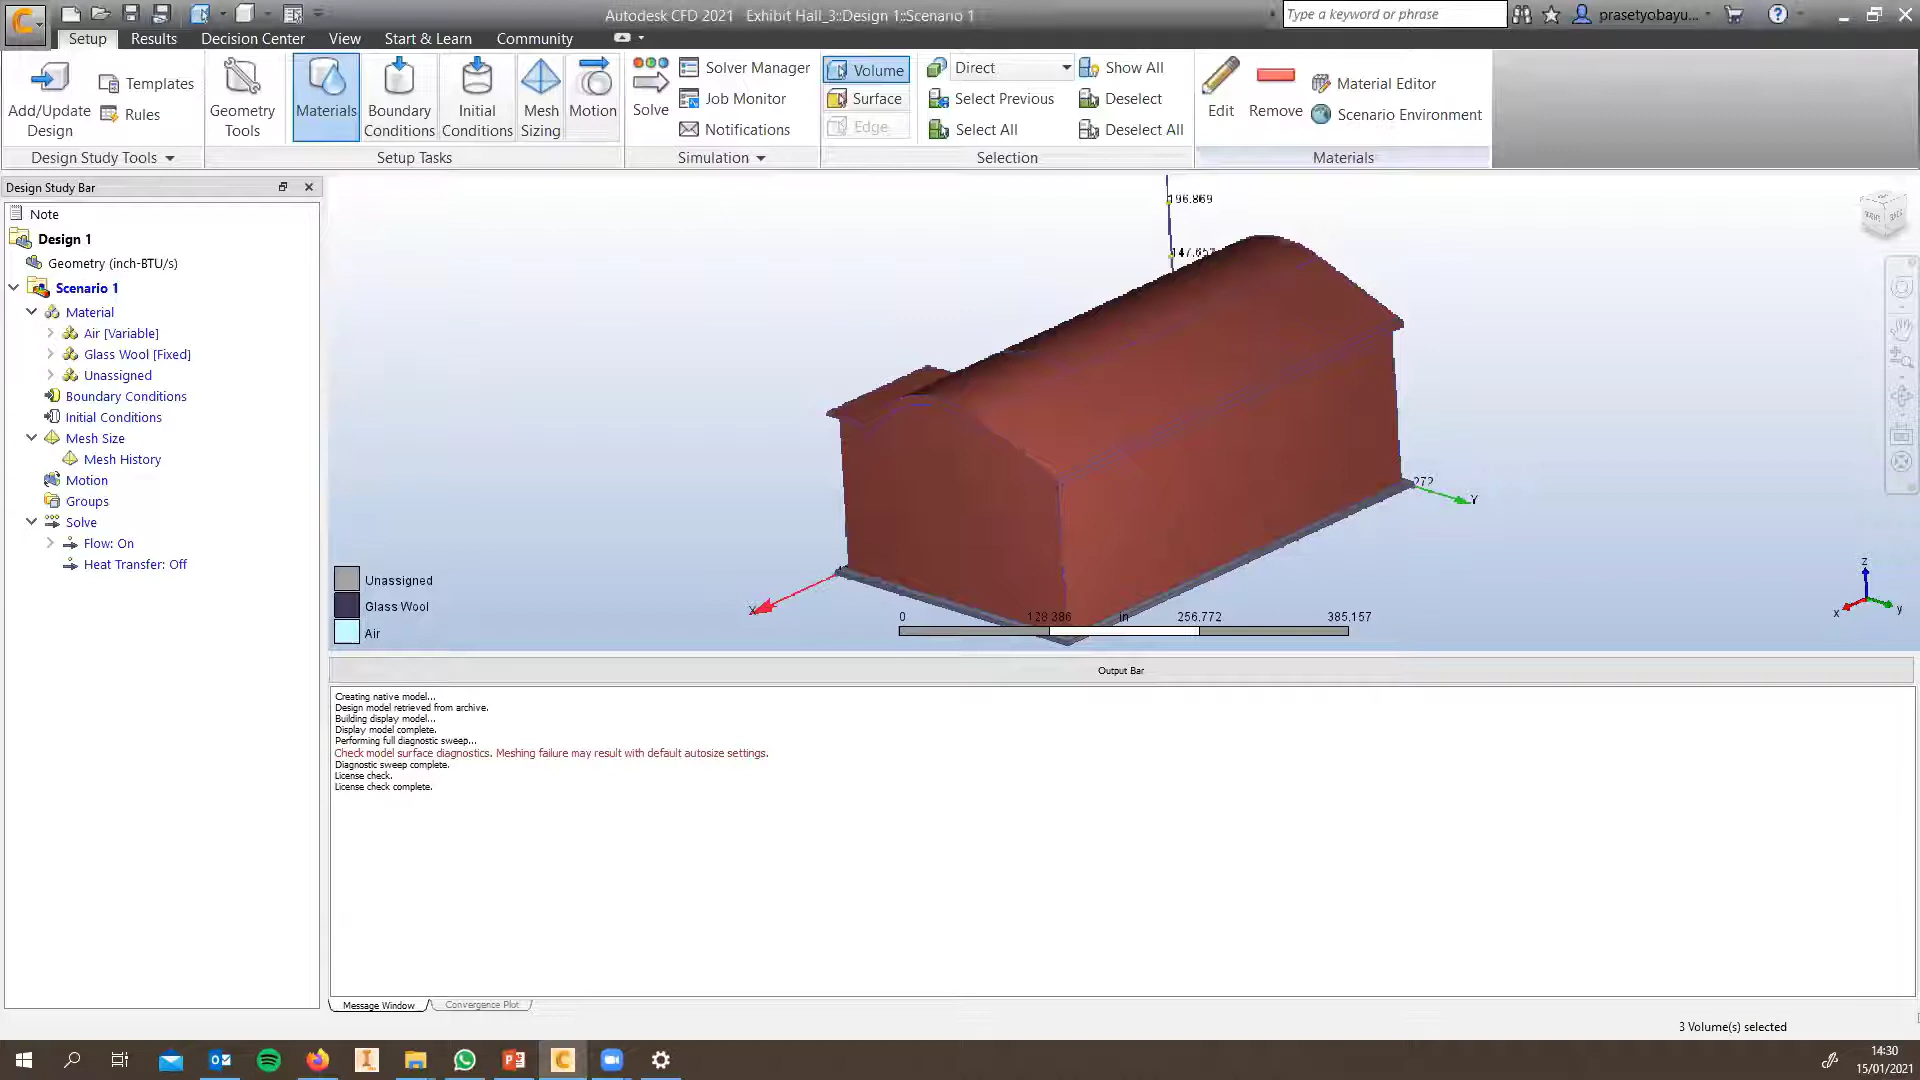 Autodesk CFD 2021 Exhibit Hall_3::Design 1::Scenario 1
Type a keyword or phrase
prasetyobayu...
Setup
Results
Decision Center
View
Start & Learn
Community
Add/Update
Design
Templates
Rules
Design Study Tools
Geometry
Tools
Materials
Boundary
Conditions
Initial
Conditions
Mesh
Sizing
Motion
Setup Tasks
Solve
Solver Manager
Job Monitor
Notifications
Simulation
Volume
Surface
Edge
Direct
Select Previous
Select All
Show All
Deselect
Deselect All
Selection
Edit
Remove
Material Editor
Scenario Environment
Materials
Design Study Bar
Note
Design 1
Geometry (inch-BTU/s)
Scenario 1
Material
Air [Variable]
Glass Wool [Fixed]
Unassigned
Boundary Conditions
Initial Conditions
Mesh Size
Mesh History
Motion
Groups
Solve
Flow: On
Heat Transfer: Off
196.869
272
Y
X
Z
x
y
Unassigned
Glass Wool
Air
0
128.386
in
256.772
385.157
Output Bar
Creating native model...
Design model retrieved from archive.
Building display model...
Display model complete.
Performing full diagnostic sweep...
Check model surface diagnostics. Meshing failure may result with default autosize settings.
Diagnostic sweep complete.
License check.
License check complete.
Message Window
Convergence Plot
3 Volume(s) selected
14:30
15/01/2021